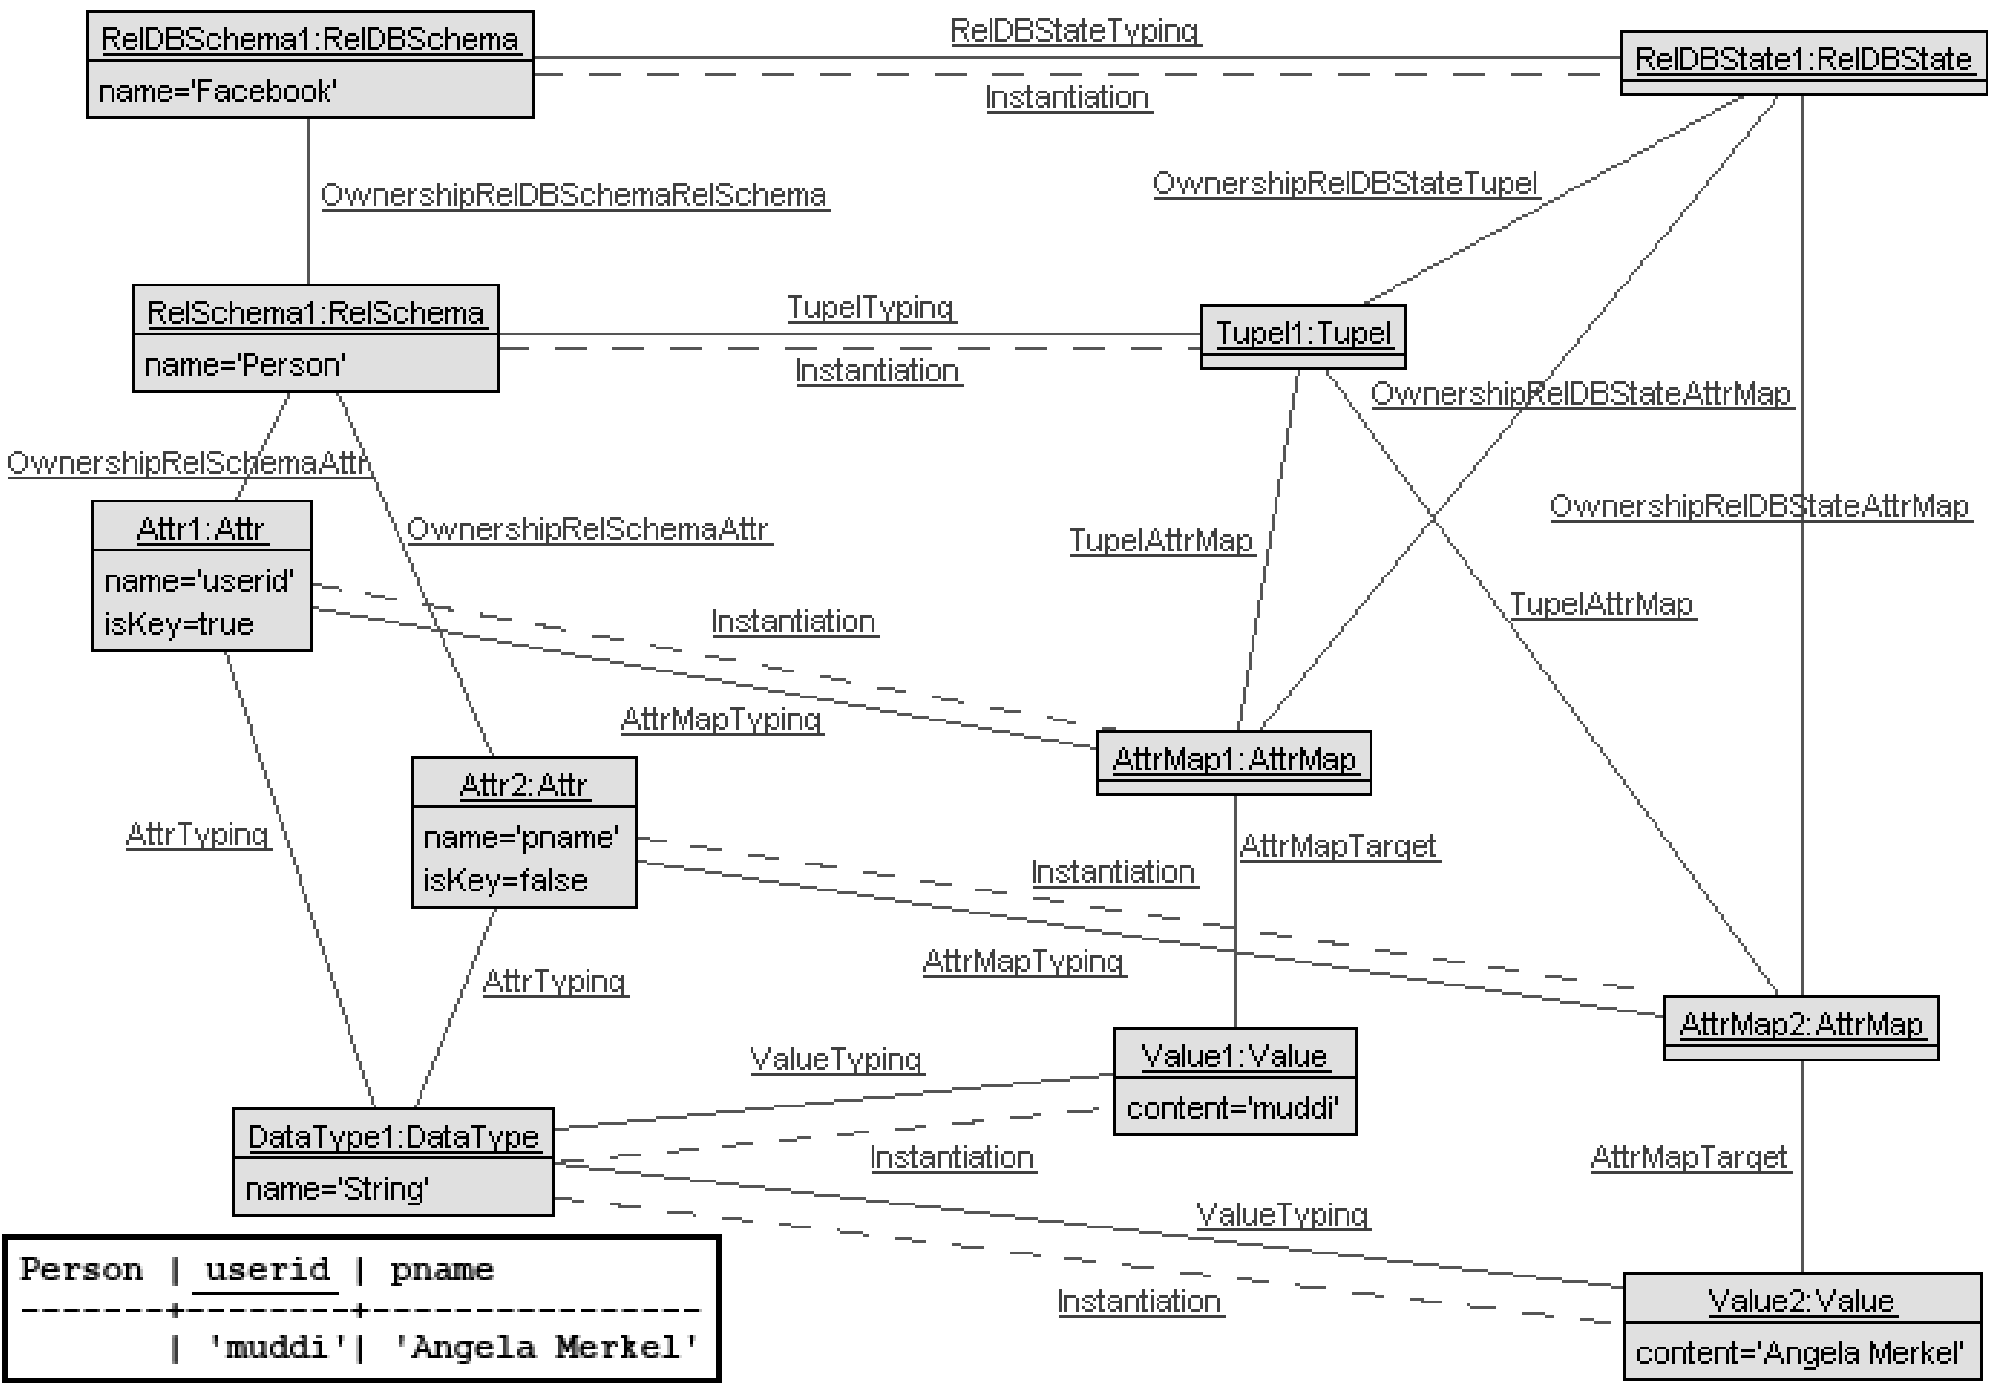 RelDBSchema1:RelDBSchema
name='Facebook'
RelDBStateTyping
Instantiation
RelDBState1:RelDBState
OwnershipRelDBSchemaRelSchema
OwnershipRelDBStateTupel
RelSchema1:RelSchema
name='Person'
TupelTyping
Instantiation
Tupel1:Tupel
OwnershipRelDBStateAttrMap
OwnershipRelSchemaAttr
Attr1:Attr
name='userid'
isKey=true
OwnershipRelSchemaAttr
TupelAttrMap
OwnershipRelDBStateAttrMap
Instantiation
TupelAttrMap
AttrMapTyping
AttrMap1:AttrMap
Attr2:Attr
name='pname'
isKey=false
AttrTyping
AttrMapTarget
Instantiation
AttrTyping
AttrMapTyping
AttrMap2:AttrMap
ValueTyping
Value1:Value
content='muddi'
DataType1:DataType
name='String'
Instantiation
AttrMapTarget
ValueTyping
Instantiation
Value2:Value
content='Angela Merkel'
Person | userid | pname
-------+--------+----------------
| 'muddi'| 'Angela Merkel'